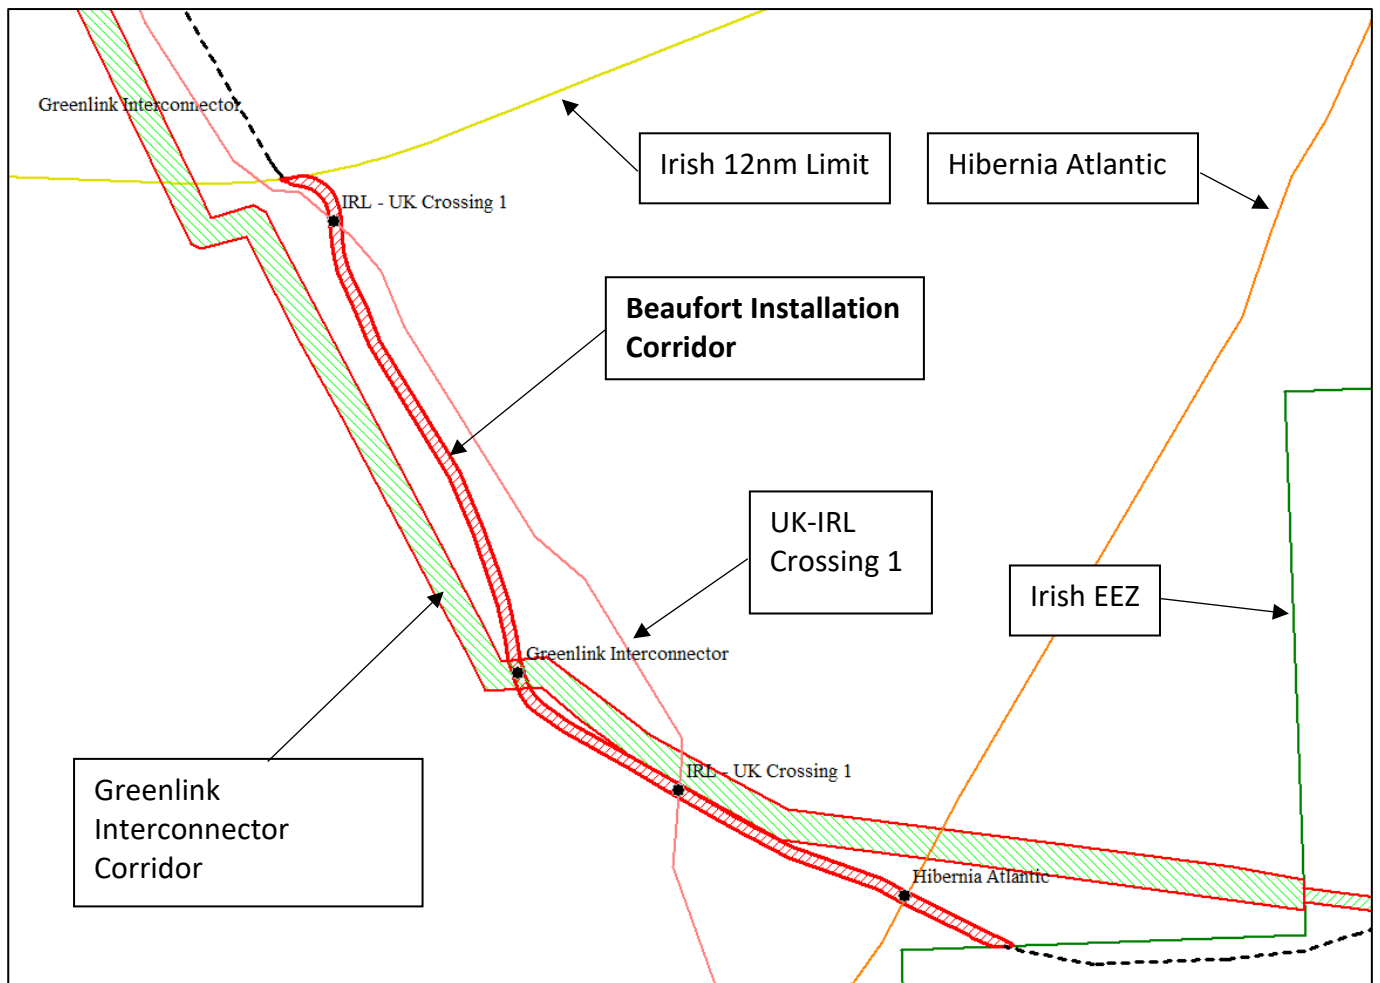 Greenlink Interconnector
Irish 12nm Limit
Hibernia Atlantic
IRL - UK Crossing 1
Beaufort Installation
Corridor
UK-IRL
Crossing 1
Irish EEZ
Greenlink Interconnector
IRL - UK Crossing 1
Greenlink
Interconnector
Corridor
Hibernia Atlantic